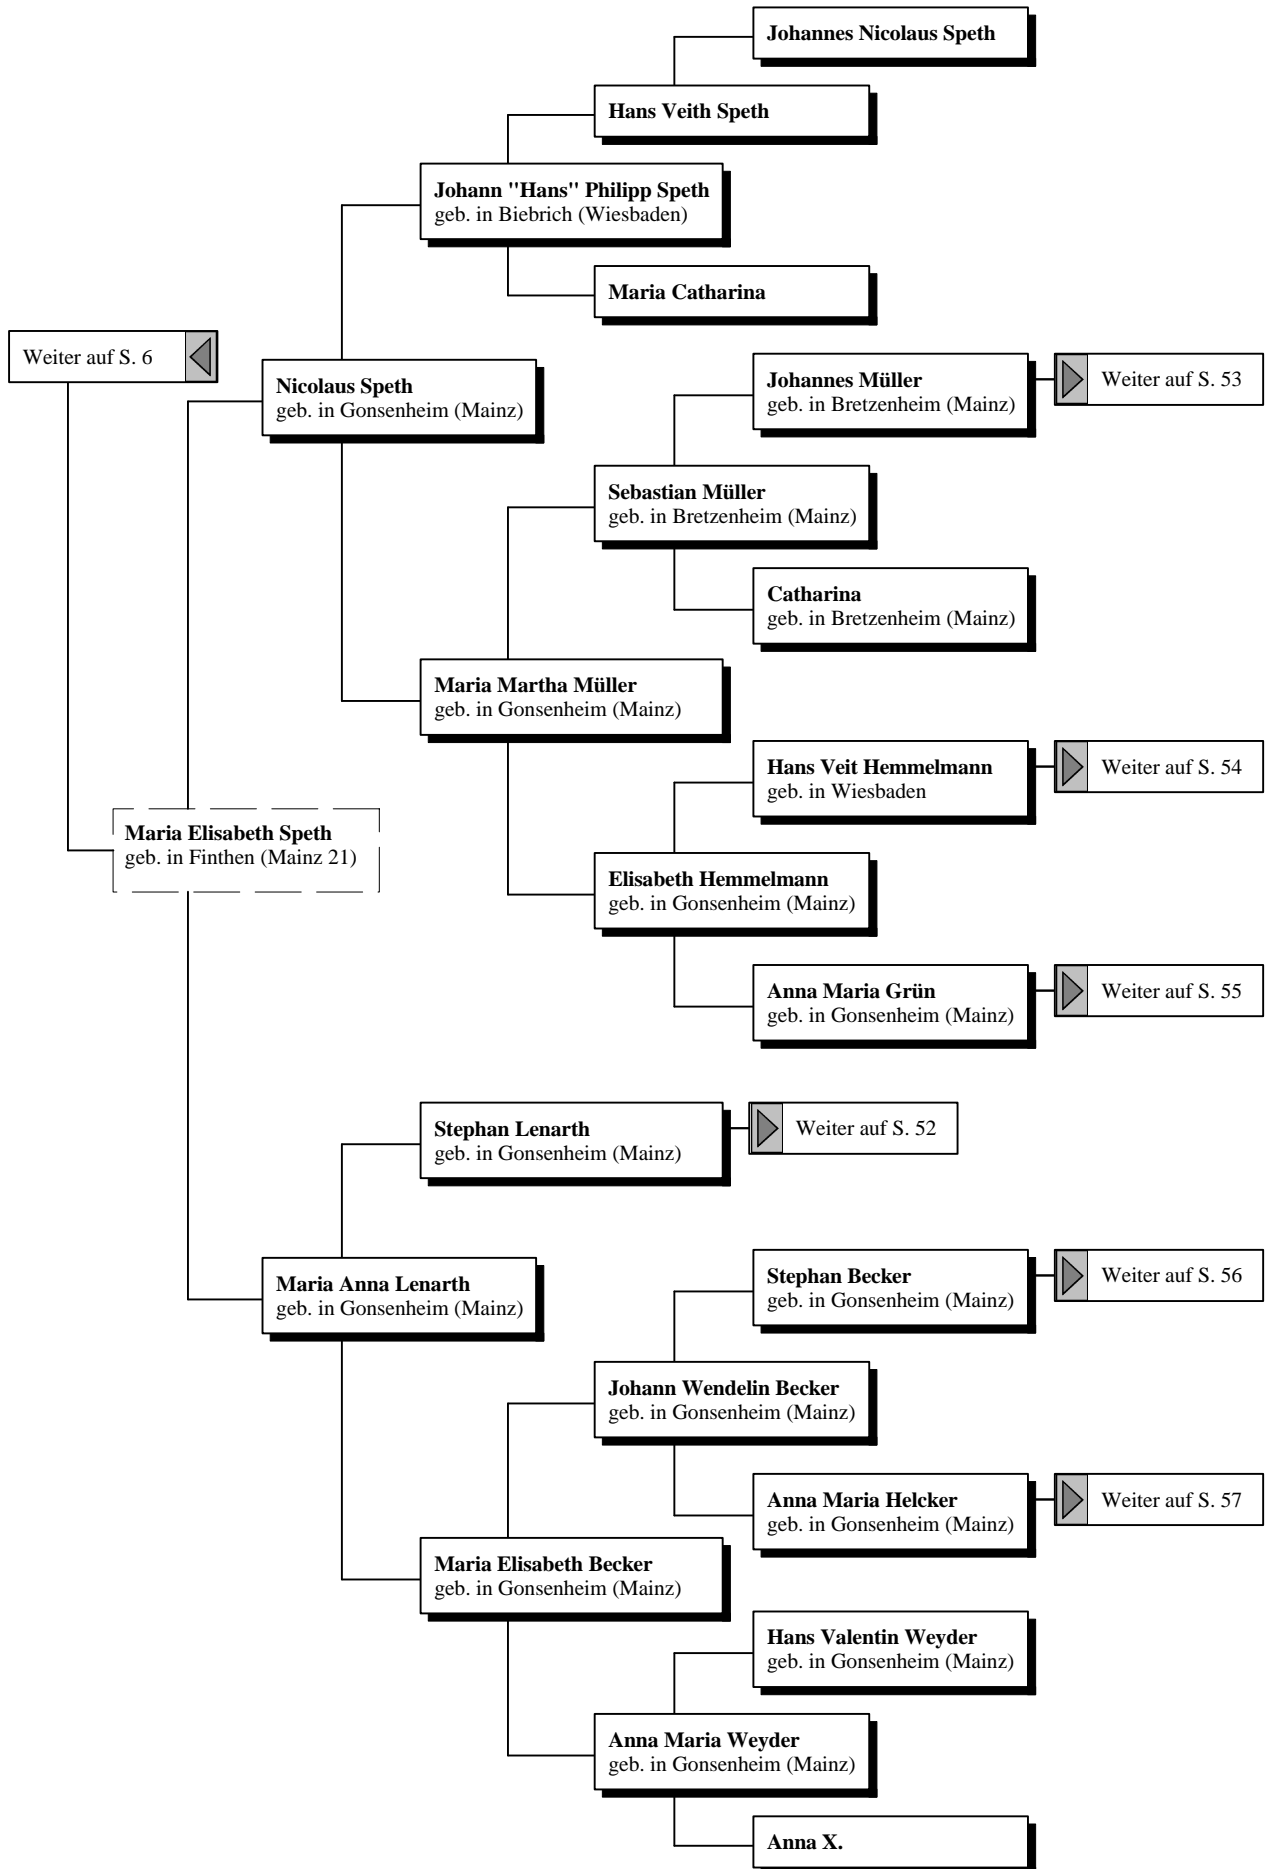 Johannes Nicolaus Speth
Hans Veith Speth
Johann "Hans" Philipp Speth
geb. in Biebrich (Wiesbaden)
Maria Catharina
Weiter auf S. 6
Nicolaus Speth
geb. in Gonsenheim (Mainz)
Johannes Müller
geb. in Bretzenheim (Mainz)
Weiter auf S. 53
Sebastian Müller
geb. in Bretzenheim (Mainz)
Catharina
geb. in Bretzenheim (Mainz)
Maria Martha Müller
geb. in Gonsenheim (Mainz)
Hans Veit Hemmelmann
geb. in Wiesbaden
Weiter auf S. 54
Maria Elisabeth Speth
geb. in Finthen (Mainz 21)
Elisabeth Hemmelmann
geb. in Gonsenheim (Mainz)
Anna Maria Grün
geb. in Gonsenheim (Mainz)
Weiter auf S. 55
Stephan Lenarth
geb. in Gonsenheim (Mainz)
Weiter auf S. 52
Maria Anna Lenarth
geb. in Gonsenheim (Mainz)
Stephan Becker
geb. in Gonsenheim (Mainz)
Weiter auf S. 56
Johann Wendelin Becker
geb. in Gonsenheim (Mainz)
Anna Maria Helcker
geb. in Gonsenheim (Mainz)
Weiter auf S. 57
Maria Elisabeth Becker
geb. in Gonsenheim (Mainz)
Hans Valentin Weyder
geb. in Gonsenheim (Mainz)
Anna Maria Weyder
geb. in Gonsenheim (Mainz)
Anna X.